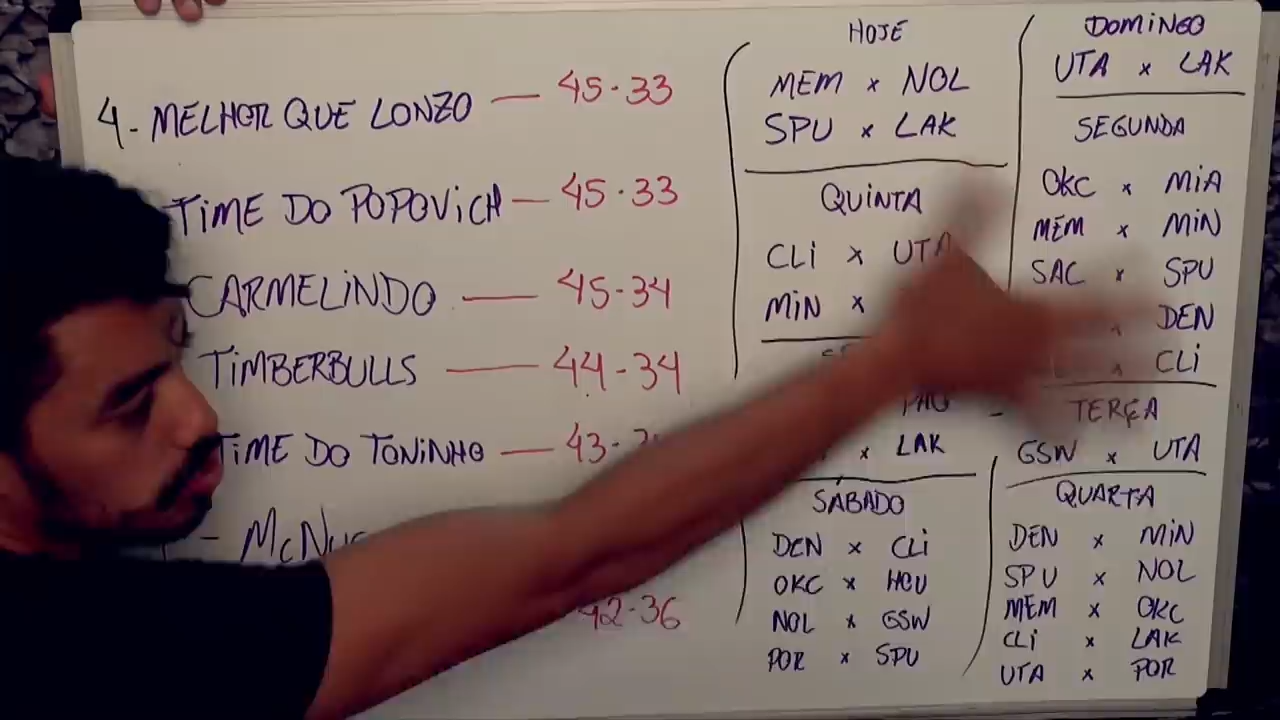 4- MELHOR QUE LONZO — 45-33
TIME DO POPOVICH — 45-33
CARMELINDO — 45-34
TIMBERBULLS — 44-34
TIME DO TONINHO — 43-
42-36
HOJE
MEM x NOL
SPU x LAK
QUINTA
CLI x UTA
MIN x
x LAK
SÁBADO
DEN x CLI
OKC x HOU
NOL x GSW
POR x SPU
DOMINGO
UTA x LAK
SEGUNDA
OKC x MIA
MEM x MIN
SAC x SPU
x DEN
x CLI
TERÇA
GSW x UTA
QUARTA
DEN x MIN
SPU x NOL
MEM x OKC
CLI x LAK
UTA x POR